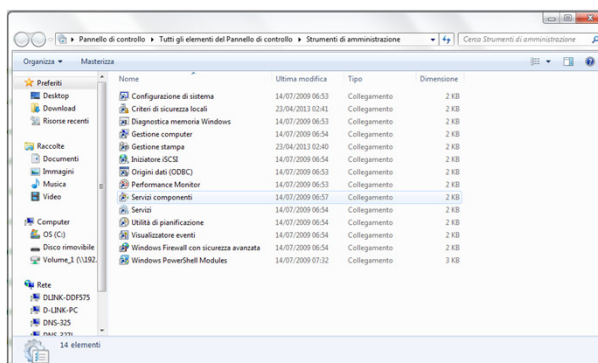 Pannello di controllo ▸ Tutti gli elementi del Pannello di controllo ▸ Strumenti di amministrazione
Cerca Strumenti di amministrazione
Organizza Masterizza
Nome Ultima modifica Tipo Dimensione
Preferiti
Desktop
Download
Risorse recenti
Raccolte
Documenti
Immagini
Musica
Video
Computer
OS (C:)
Disco rimovibile
Volume_1 (\\192.
Rete
DLINK-DDF575
D-LINK-PC
DNS-325
DNS-327L
Configurazione di sistema 14/07/2009 06:53 Collegamento 2 KB
Criteri di sicurezza locali 23/04/2013 02:41 Collegamento 2 KB
Diagnostica memoria Windows 14/07/2009 06:53 Collegamento 2 KB
Gestione computer 14/07/2009 06:54 Collegamento 2 KB
Gestione stampa 23/04/2013 02:40 Collegamento 2 KB
Iniziatore iSCSI 14/07/2009 06:54 Collegamento 2 KB
Origini dati (ODBC) 14/07/2009 06:53 Collegamento 2 KB
Performance Monitor 14/07/2009 06:53 Collegamento 2 KB
Servizi componenti 14/07/2009 06:57 Collegamento 2 KB
Servizi 14/07/2009 06:54 Collegamento 2 KB
Utilità di pianificazione 14/07/2009 06:54 Collegamento 2 KB
Visualizzatore eventi 14/07/2009 06:54 Collegamento 2 KB
Windows Firewall con sicurezza avanzata 14/07/2009 06:54 Collegamento 2 KB
Windows PowerShell Modules 14/07/2009 07:32 Collegamento 3 KB
14 elementi